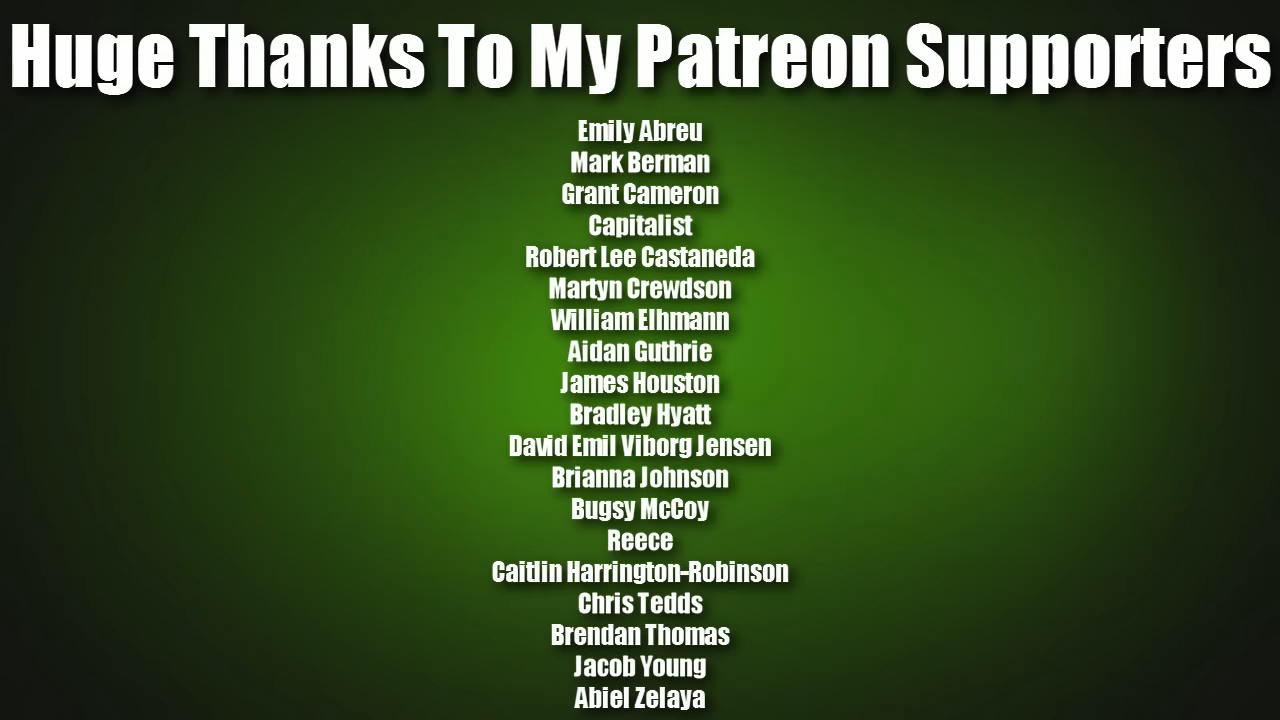 Huge Thanks To My Patreon Supporters
Emily Abreu
Mark Berman
Grant Cameron
Capitalist
Robert Lee Castaneda
Martyn Crewdson
William Elhmann
Aidan Guthrie
James Houston
Bradley Hyatt
David Emil Viborg Jensen
Brianna Johnson
Bugsy McCoy
Reece
Caitlin Harrington-Robinson
Chris Tedds
Brendan Thomas
Jacob Young
Abiel Zelaya